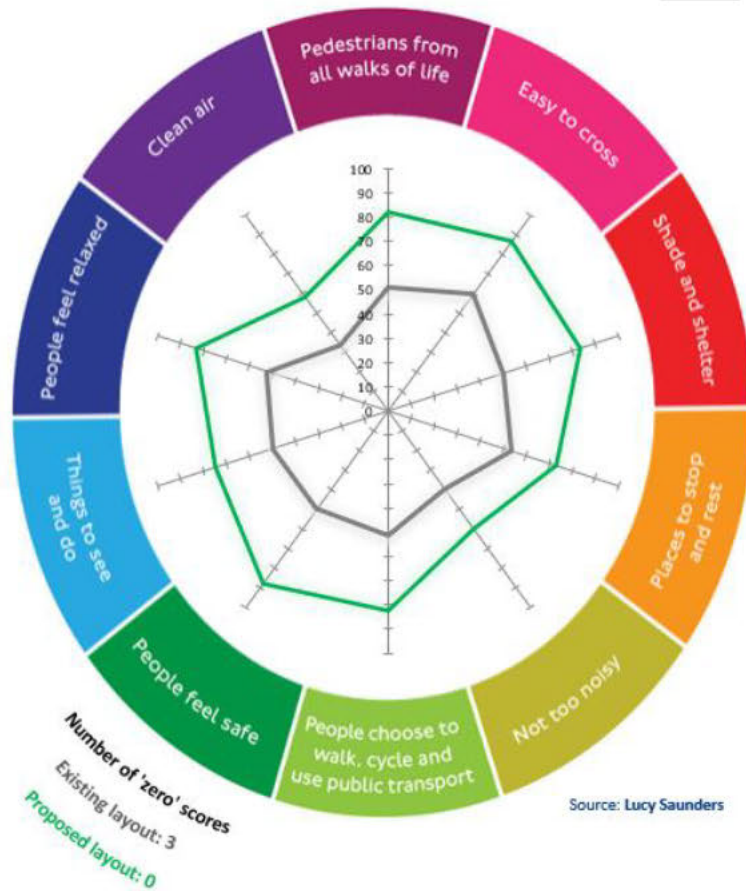 Pedestrians from
all walks of life
Easy to cross
Shade and shelter
Places to stop
and rest
Not too noisy
People choose to
walk, cycle and
use public transport
People feel safe
Things to see
and do
People feel relaxed
Clean air
100
90
80
70
60
50
40
30
20
10
0
Number of 'zero' scores
Existing layout: 3
Proposed layout: 0
Source: Lucy Saunders